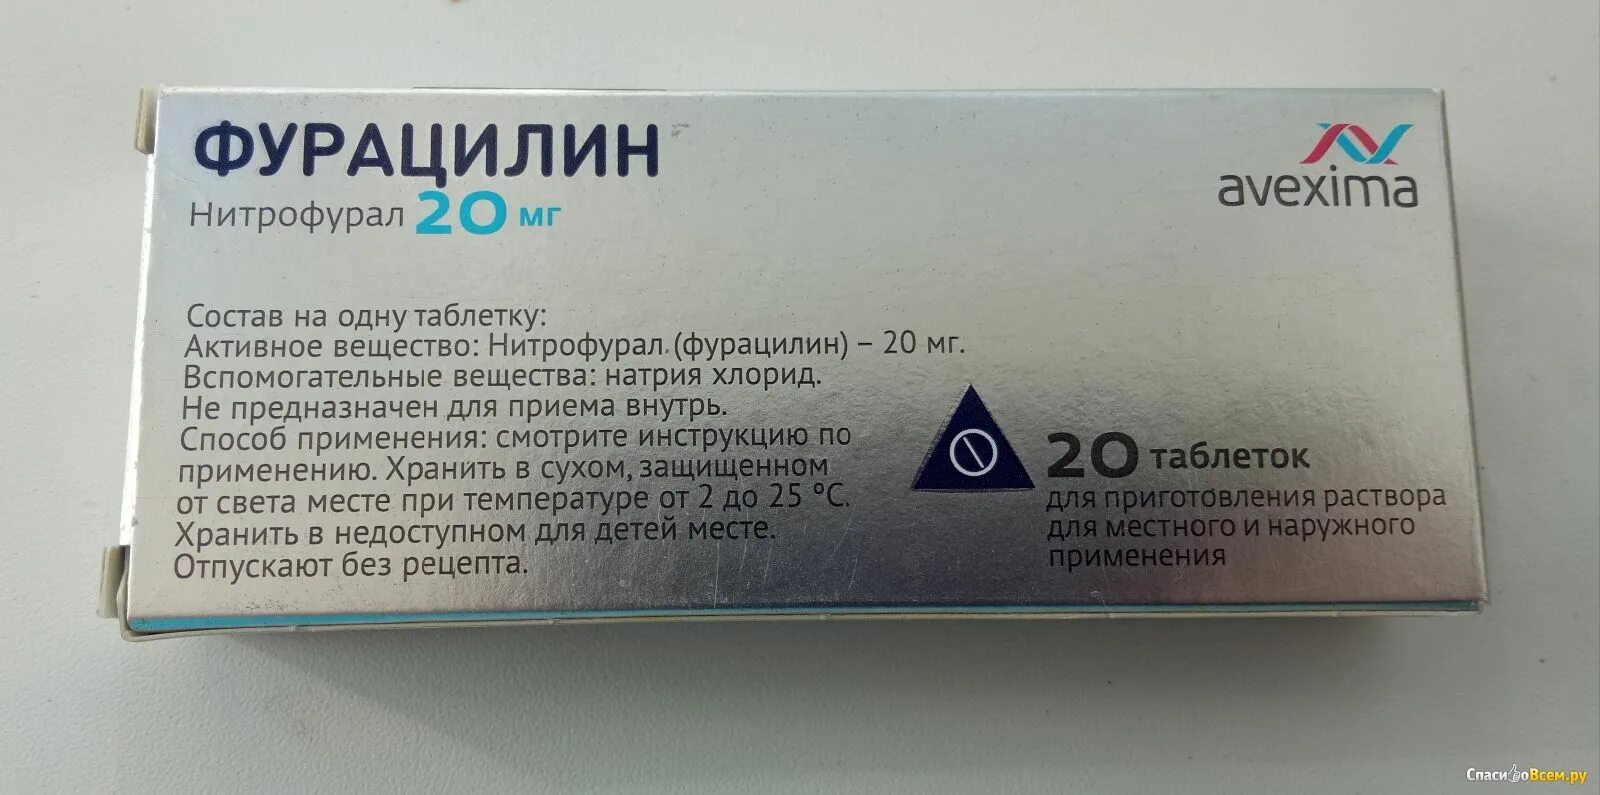 ФУРАЦИЛИН
Нитрофурал 20 мг
avexima
Состав на одну таблетку:
Активное вещество: Нитрофурал (фурацилин) – 20 мг.
Вспомогательные вещества: натрия хлорид.
Не предназначен для приема внутрь.
Способ применения: смотрите инструкцию по
применению. Хранить в сухом, защищенном
от света месте при температуре от 2 до 25 °C.
Хранить в недоступном для детей месте.
Отпускают без рецепта.
20 таблеток
для приготовления раствора
для местного и наружного
применения
СпасибоВсем.ру